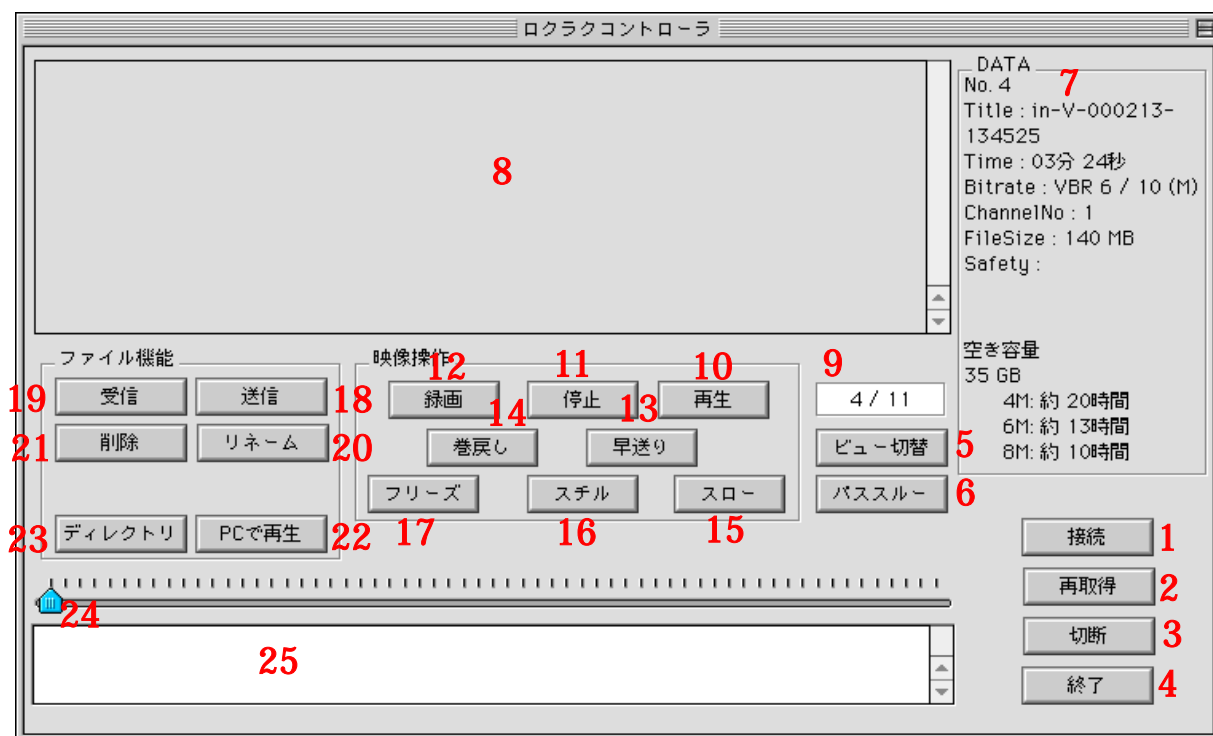 ロクラクコントローラ
8
DATA
7
No. 4
Title : in-V-000213-
134525
Time : 03分 24秒
Bitrate : VBR 6 / 10 (M)
ChannelNo : 1
FileSize : 140 MB
Safety :
空き容量
35 GB
4M: 約 20時間
6M: 約 13時間
8M: 約 10時間
ファイル機能
19 受信 送信 18
21 削除 リネーム 20
23 ディレクトリ PCで再生 22
映像操作
12 11 10
録画 停止 再生
14 13
巻戻し 早送り
フリーズ スチル スロー
17 16 15
9
4 / 11
ビュー切替 5
パススルー 6
接続 1
再取得 2
切断 3
終了 4
24
25